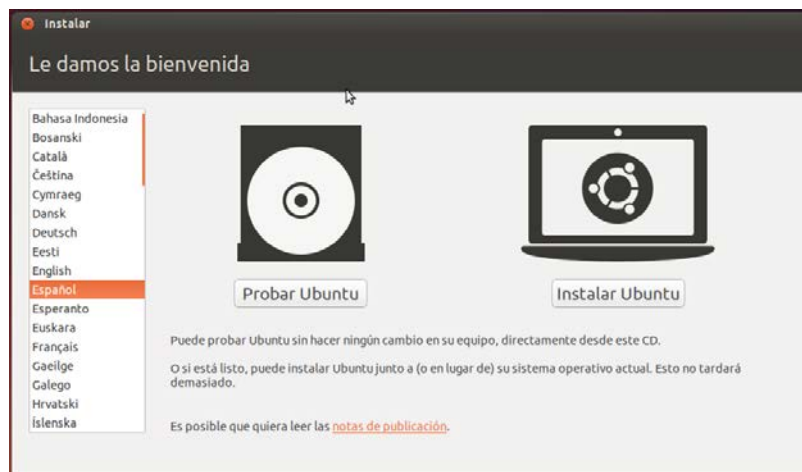 Instalar
Le damos la bienvenida
Bahasa Indonesia
Bosanski
Català
Čeština
Cymraeg
Dansk
Deutsch
Eesti
English
Español
Esperanto
Euskara
Français
Gaeilge
Galego
Hrvatski
Íslenska
Probar Ubuntu
Instalar Ubuntu
Puede probar Ubuntu sin hacer ningún cambio en su equipo, directamente desde este CD.
O si está listo, puede instalar Ubuntu junto a (o en lugar de) su sistema operativo actual. Esto no tardará
demasiado.
Es posible que quiera leer las notas de publicación.